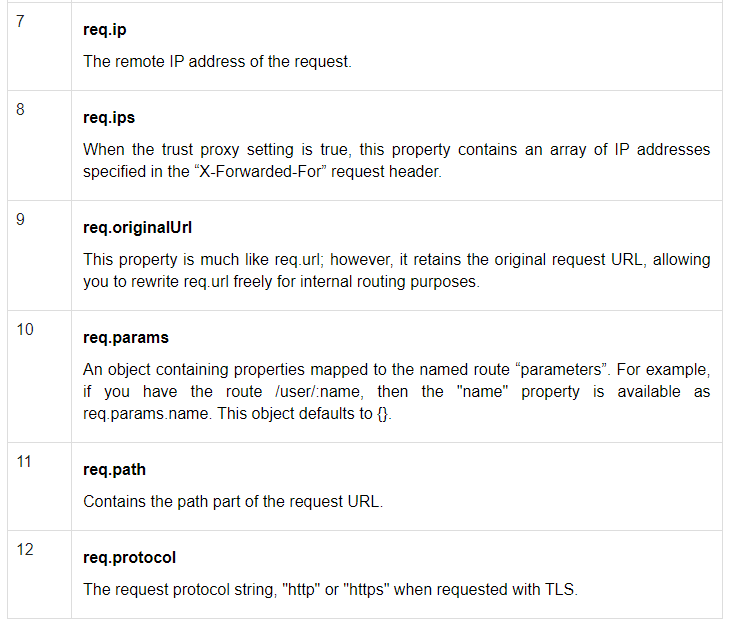 7
req.ip
The remote IP address of the request.
8
req.ips
When the trust proxy setting is true, this property contains an array of IP addresses
specified in the “X-Forwarded-For” request header.
9
req.originalUrl
This property is much like req.url; however, it retains the original request URL, allowing
you to rewrite req.url freely for internal routing purposes.
10
req.params
An object containing properties mapped to the named route “parameters”. For example,
if you have the route /user/:name, then the "name" property is available as
req.params.name. This object defaults to {}.
11
req.path
Contains the path part of the request URL.
12
req.protocol
The request protocol string, "http" or "https" when requested with TLS.